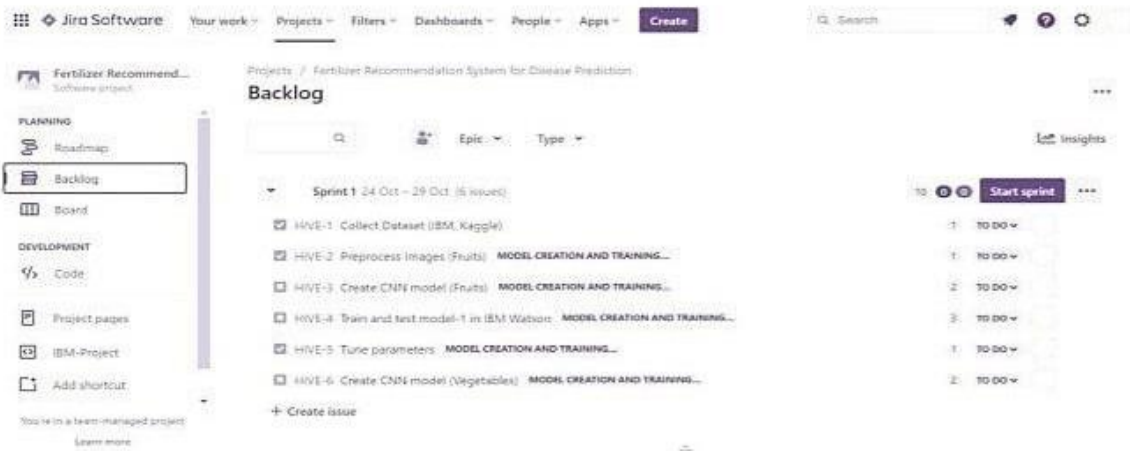 Jira Software Your work Projects Filters Dashboards People Apps Create Search
Fertilizer Recommend...
Software project
Projects / Fertilizer Recommendation System for Disease Prediction
Backlog
PLANNING
Roadmap
Backlog
Board
DEVELOPMENT
Code
Project pages
IBM-Project
Add shortcut
You're in a team-managed project
Learn more
Epic Type Insights
Sprint 1 24 Oct – 29 Oct (6 issues) 10 0 0 Start sprint
HIVE-1 Collect Dataset (IBM, Kaggle) 1 TO DO
HIVE-2 Preprocess Images (Fruits) MODEL CREATION AND TRAINING... 1 TO DO
HIVE-3 Create CNN model (Fruits) MODEL CREATION AND TRAINING... 2 TO DO
HIVE-4 Train and test model-1 in IBM Watson MODEL CREATION AND TRAINING... 3 TO DO
HIVE-5 Tune parameters MODEL CREATION AND TRAINING... 1 TO DO
HIVE-6 Create CNN model (Vegetables) MODEL CREATION AND TRAINING... 2 TO DO
+ Create issue